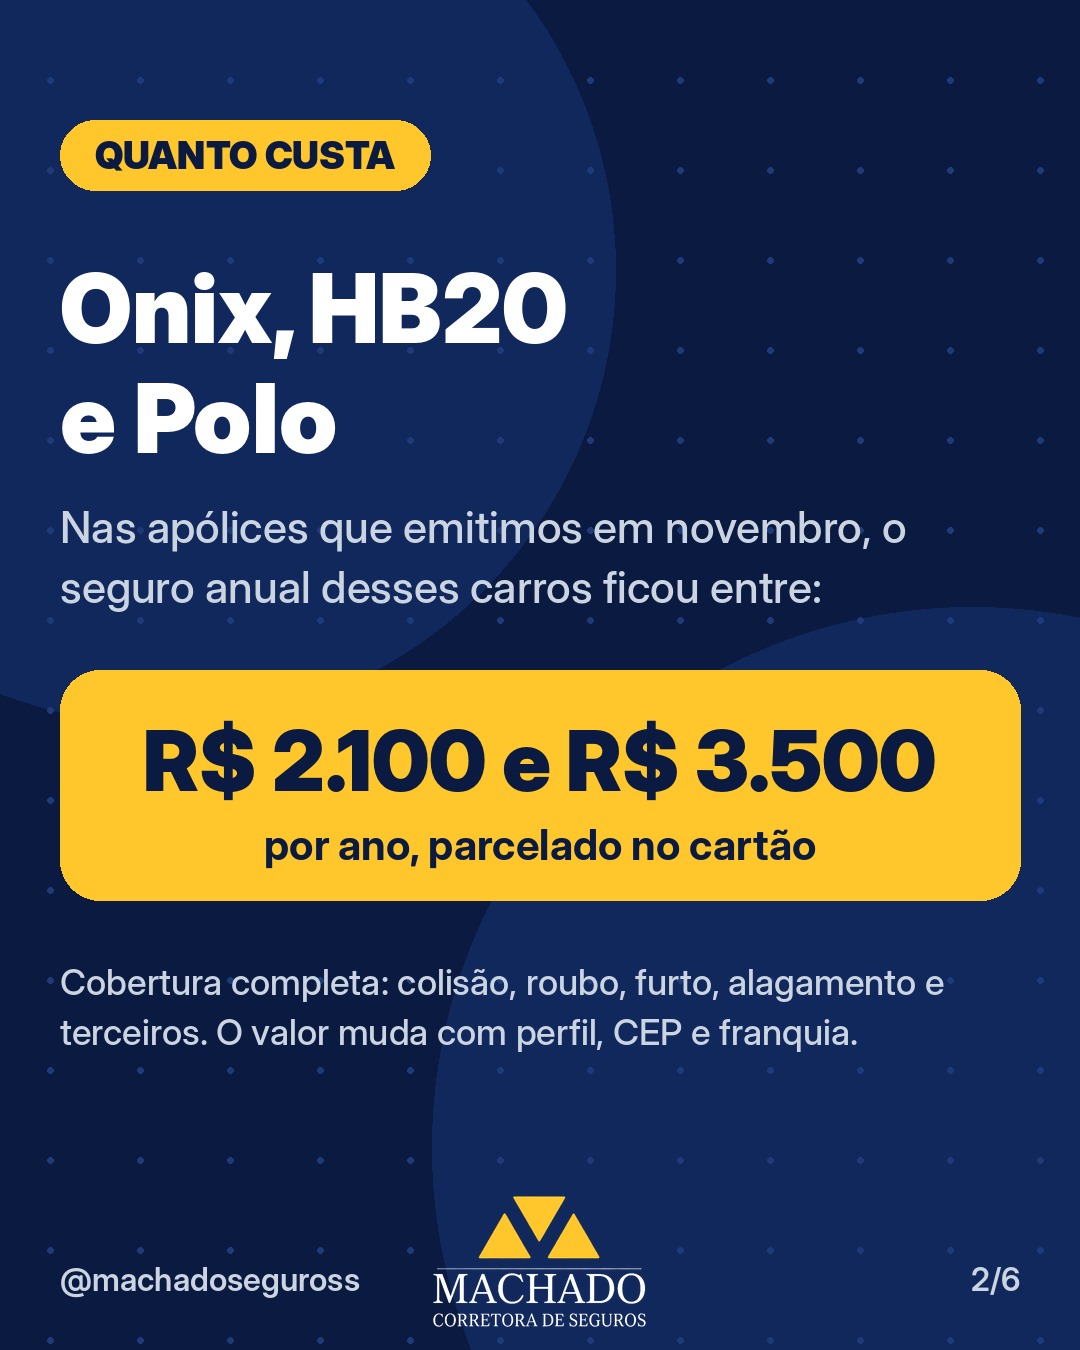 QUANTO CUSTA
Onix, HB20
e Polo
Nas apólices que emitimos em novembro, o
seguro anual desses carros ficou entre:
R$ 2.100 e R$ 3.500
por ano, parcelado no cartão
Cobertura completa: colisão, roubo, furto, alagamento e
terceiros. O valor muda com perfil, CEP e franquia.
@machadoseguross
MACHADO
CORRETORA DE SEGUROS
2/6